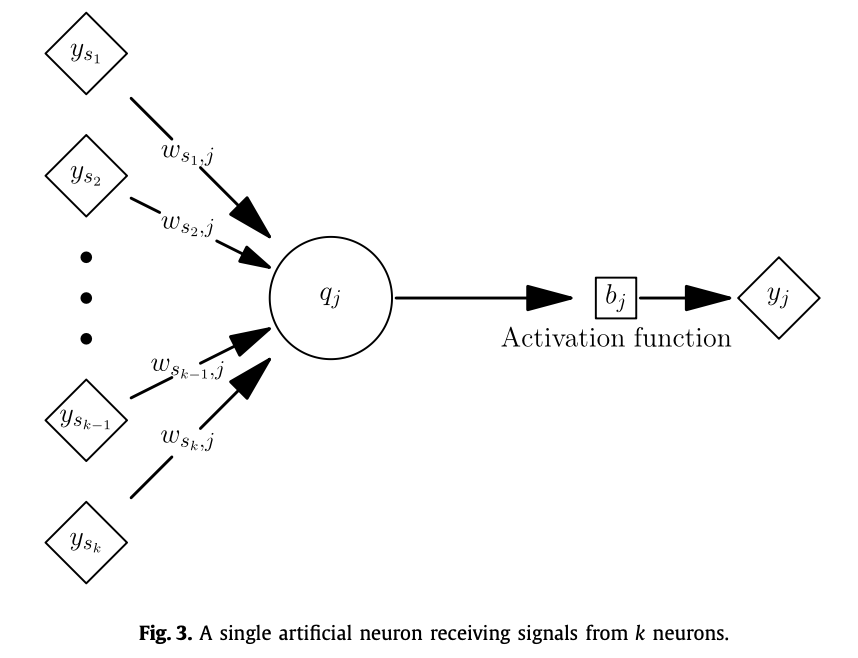 y_{s_1}
w_{s_1,j}
y_{s_2}
w_{s_2,j}
q_j
b_j
y_j
Activation function
w_{s_{k-1},j}
y_{s_{k-1}}
w_{s_k,j}
y_{s_k}
Fig. 3. A single artificial neuron receiving signals from k neurons.